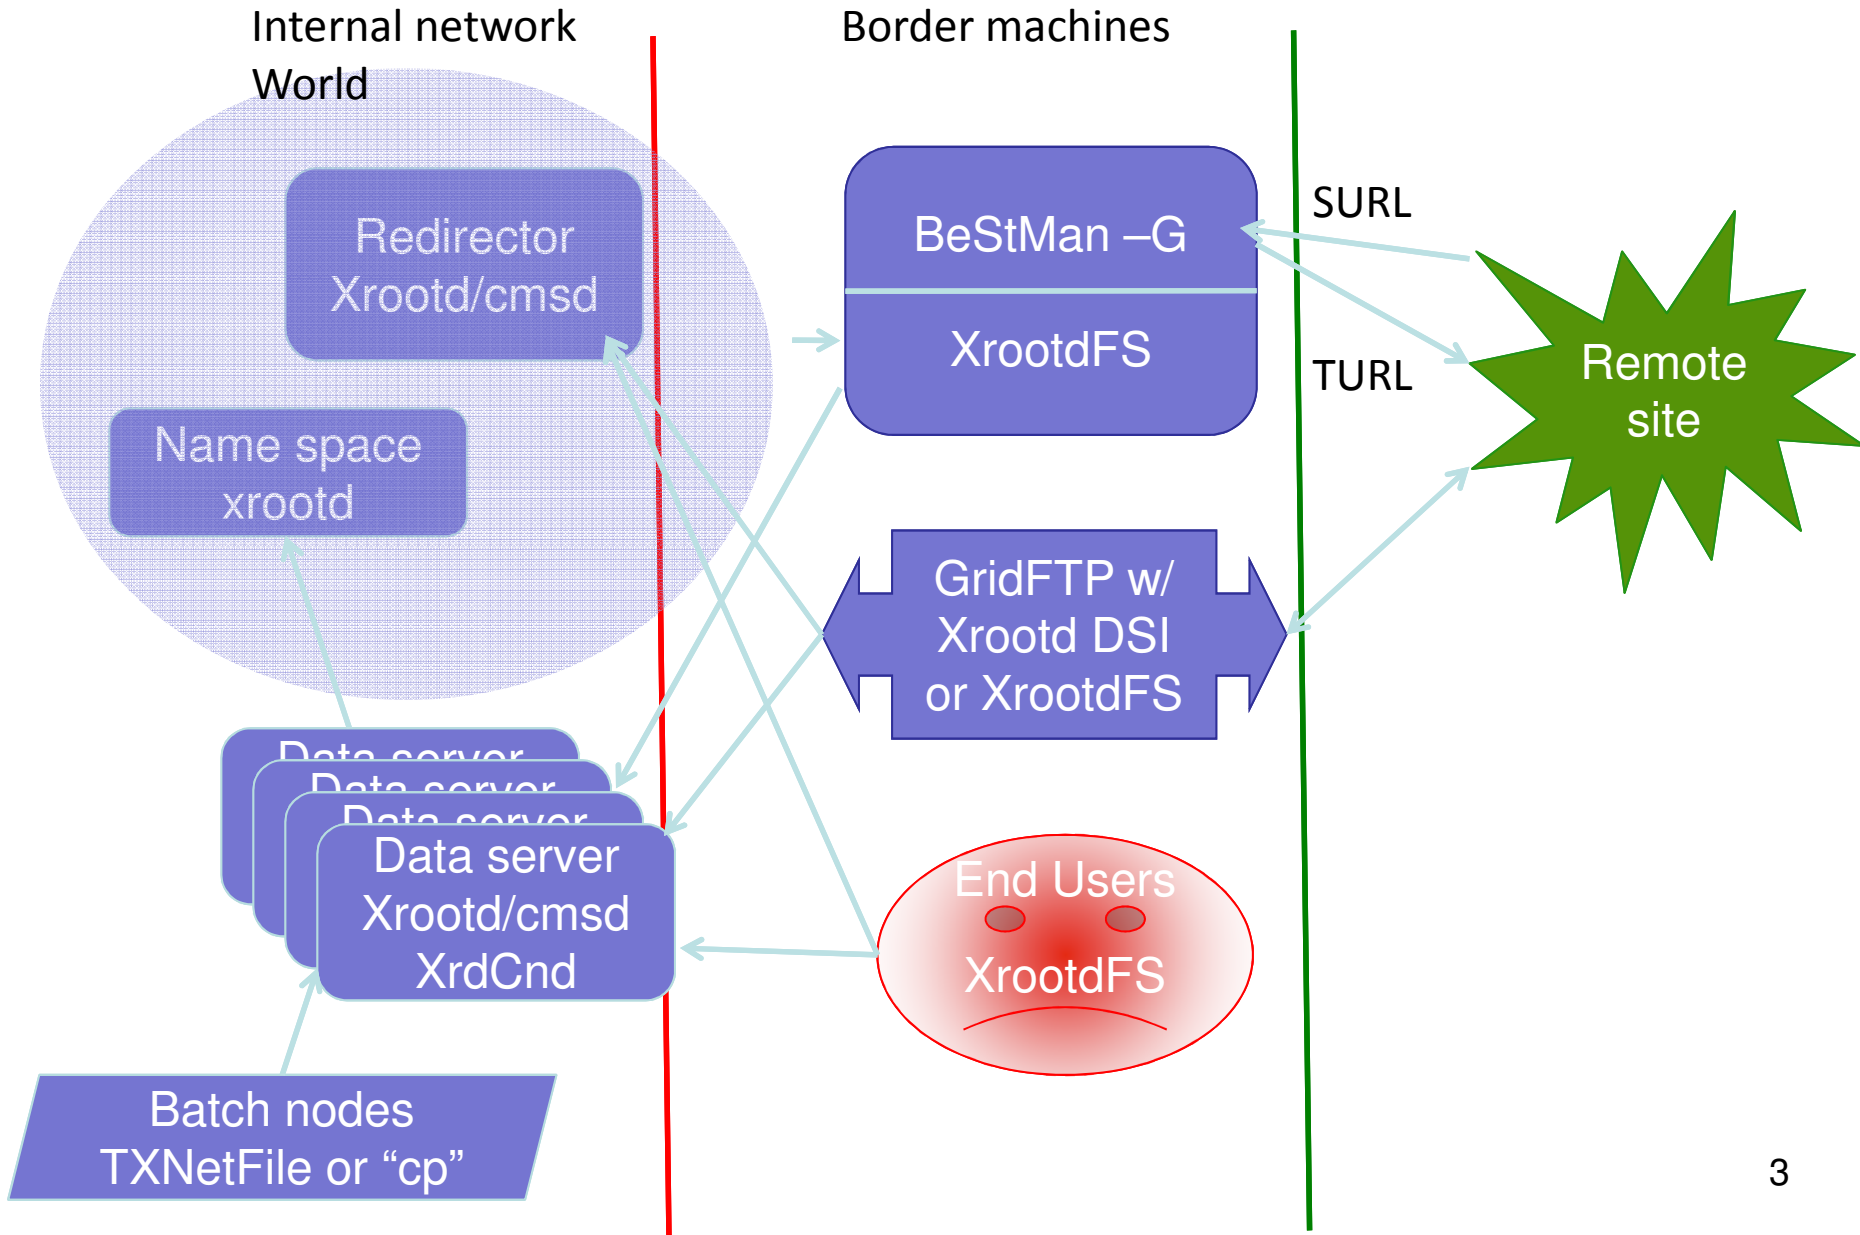 Internal network
World
Border machines
Redirector
Xrootd/cmsd
Name space
xrootd
BeStMan –G
XrootdFS
SURL
TURL
Remote
site
GridFTP w/
Xrootd DSI
or XrootdFS
Data server
Data server
Data server
Data server
Xrootd/cmsd
XrdCnd
End Users
XrootdFS
Batch nodes
TXNetFile or “cp”
3